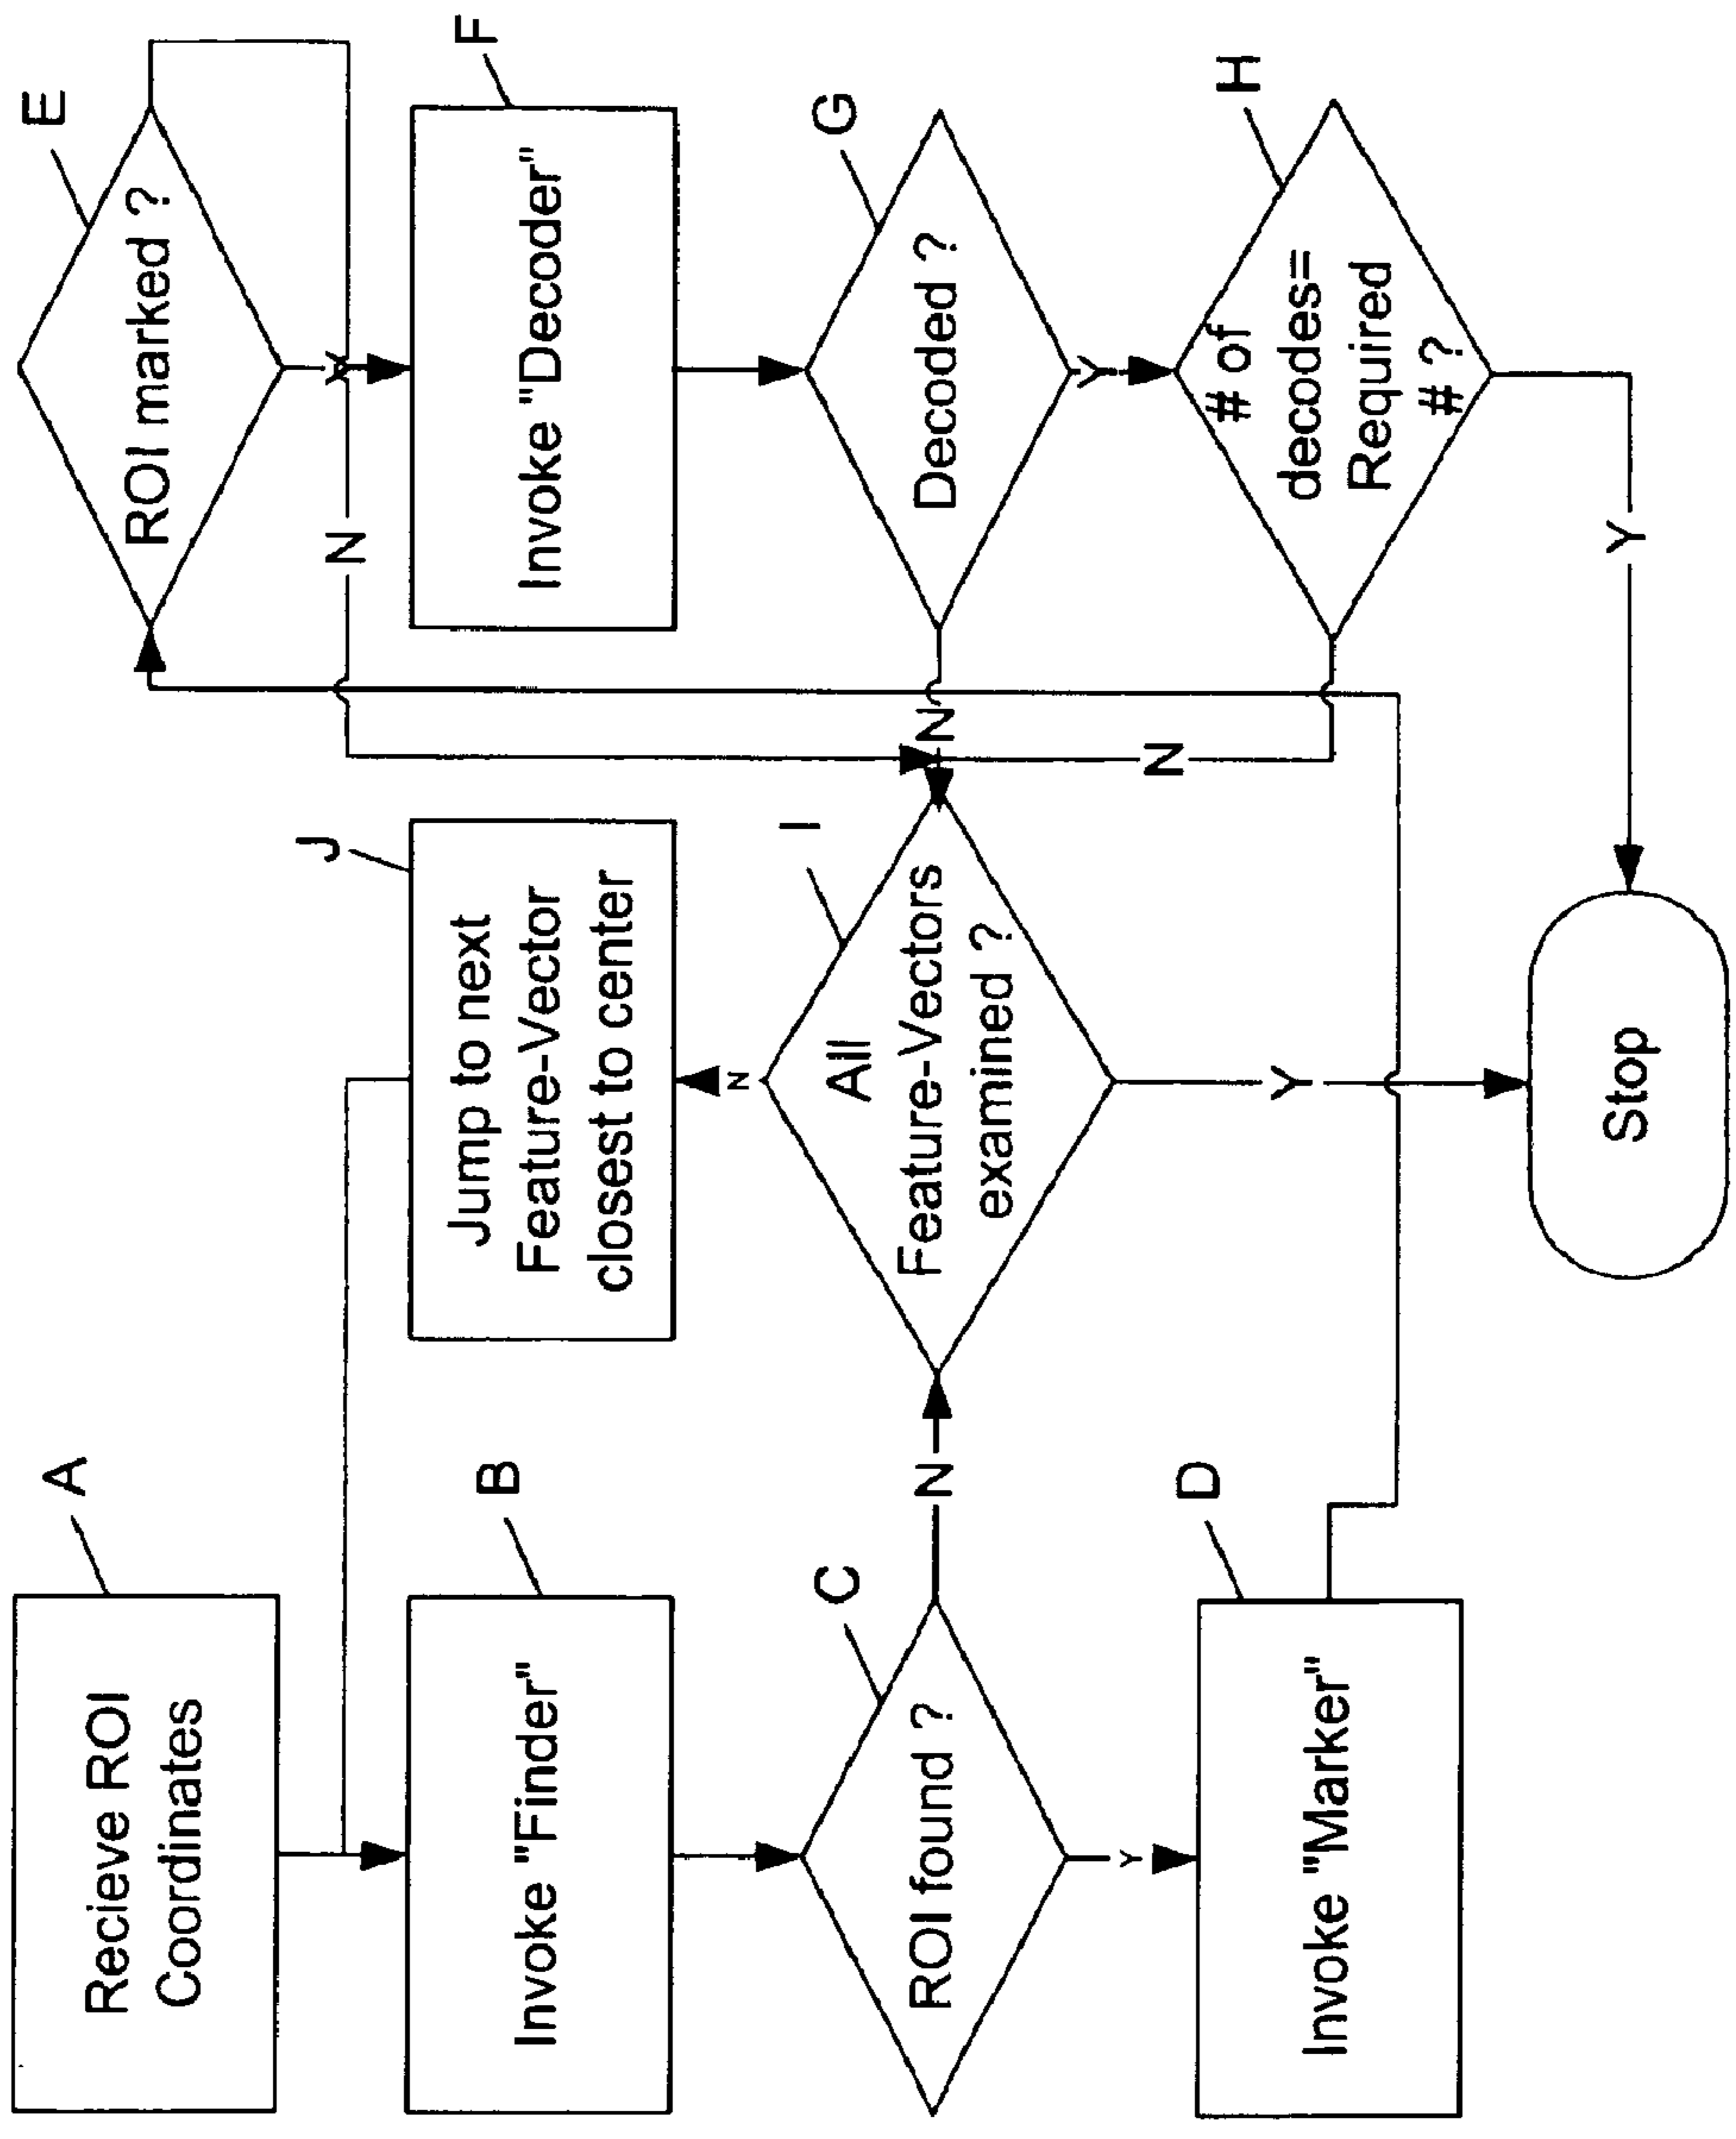 A
Recieve ROI
Coordinates
B
Invoke "Finder"
C
ROI found ?
N
Y
D
Invoke "Marker"
J
Jump to next
Feature-Vector
closest to center
N
I
All
Feature-Vectors
examined ?
Y
Stop
E
ROI marked ?
Y
N
F
Invoke "Decoder"
G
Decoded ?
N
Y
H
# of
decodes=
Required
# ?
N
Y